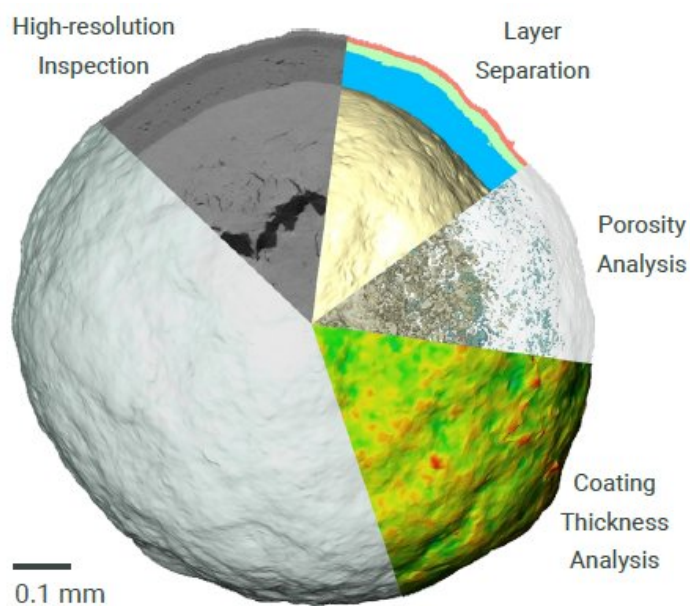 High-resolution
Inspection
Layer
Separation
Porosity
Analysis
Coating
Thickness
Analysis
0.1 mm